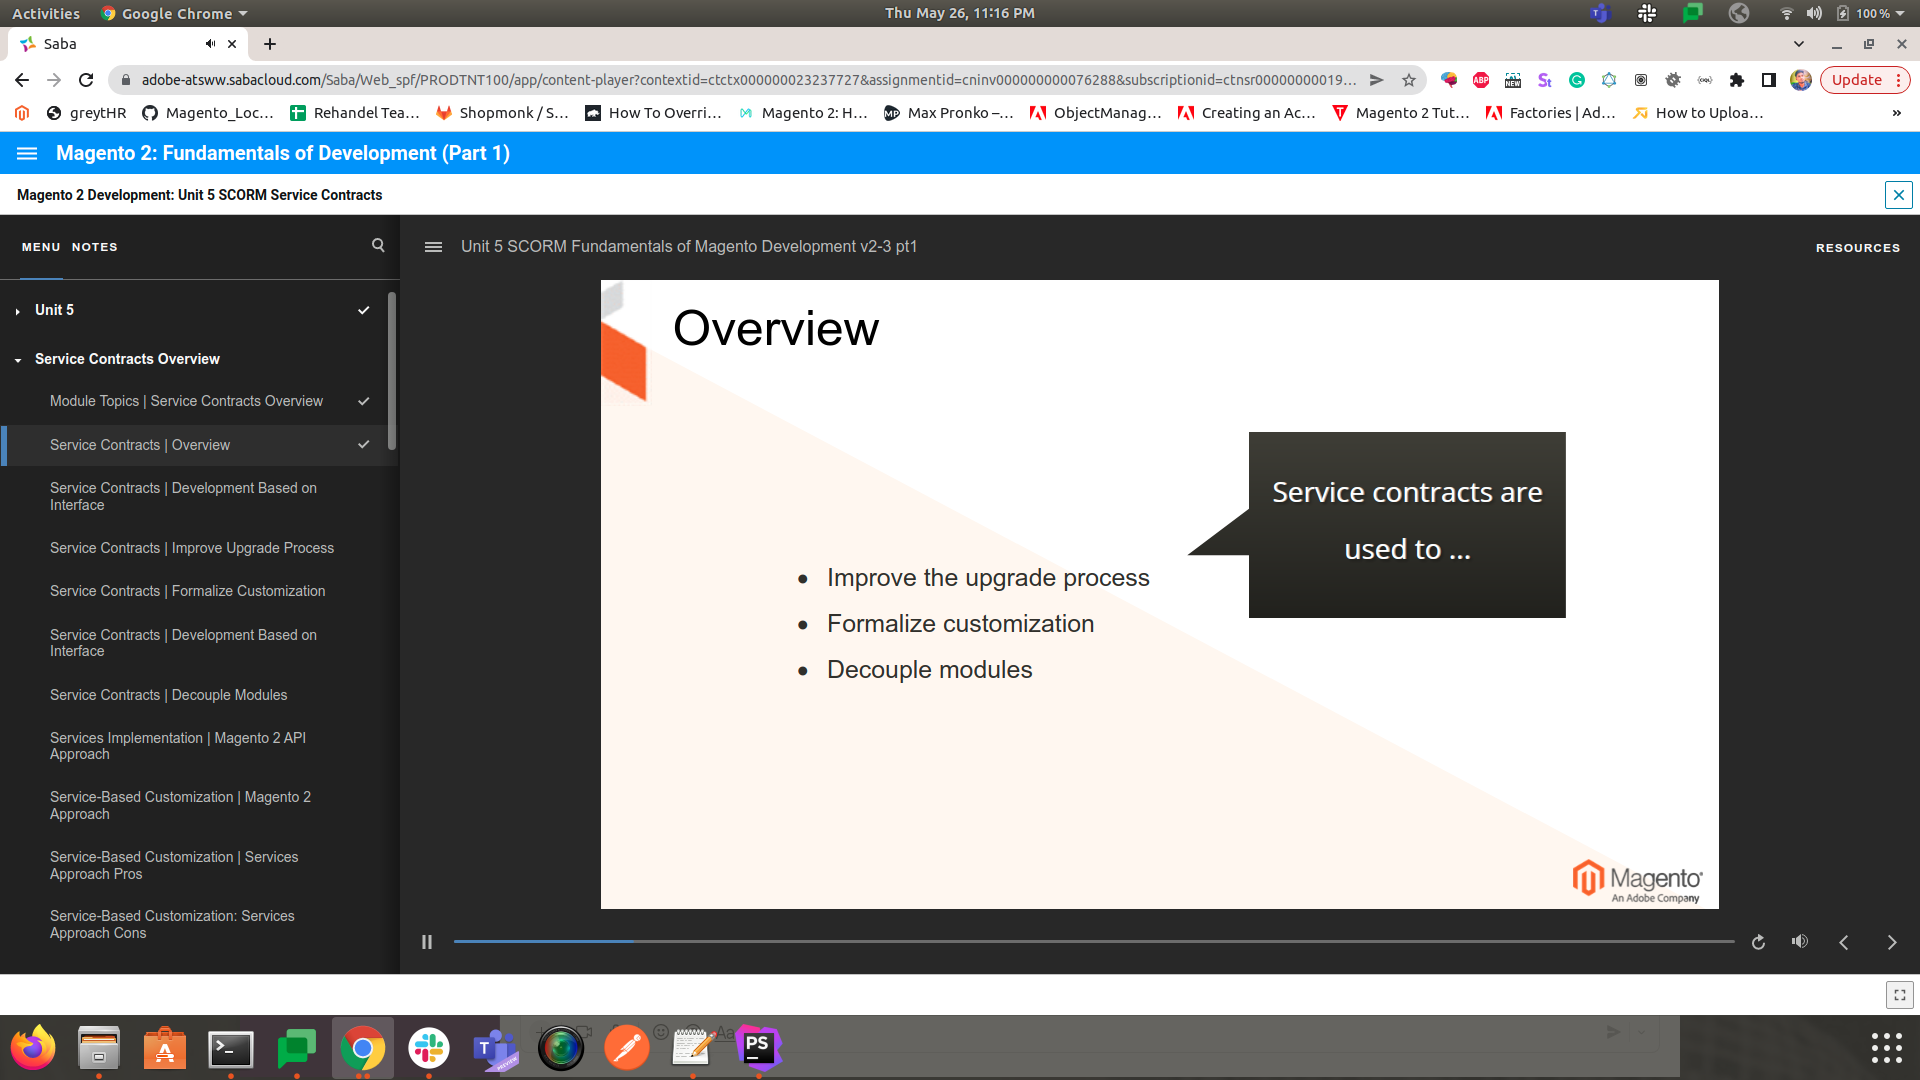 Activities Google Chrome Thu May 26, 11:16 PM 100 %
Saba
adobe-atsww.sabacloud.com/Saba/Web_spf/PRODTNT100/app/content-player?contextid=ctctx000000023237727&assignmentid=cninv000000000076288&subscriptionid=ctnsr00000000019... Update
greytHR Magento_Loc... Rehandel Tea... Shopmonk / S... How To Overri... Magento 2: H... Max Pronko –... ObjectManag... Creating an Ac... Magento 2 Tut... Factories | Ad... How to Uploa... »
Magento 2: Fundamentals of Development (Part 1)
Magento 2 Development: Unit 5 SCORM Service Contracts
MENU NOTES
Unit 5 SCORM Fundamentals of Magento Development v2-3 pt1
RESOURCES
Unit 5
Service Contracts Overview
Module Topics | Service Contracts Overview
Service Contracts | Overview
Service Contracts | Development Based on
Interface
Service Contracts | Improve Upgrade Process
Service Contracts | Formalize Customization
Service Contracts | Development Based on
Interface
Service Contracts | Decouple Modules
Services Implementation | Magento 2 API
Approach
Service-Based Customization | Magento 2
Approach
Service-Based Customization | Services
Approach Pros
Service-Based Customization: Services
Approach Cons
Overview
Service contracts are
used to ...
• Improve the upgrade process
• Formalize customization
• Decouple modules
Magento
An Adobe Company
PS